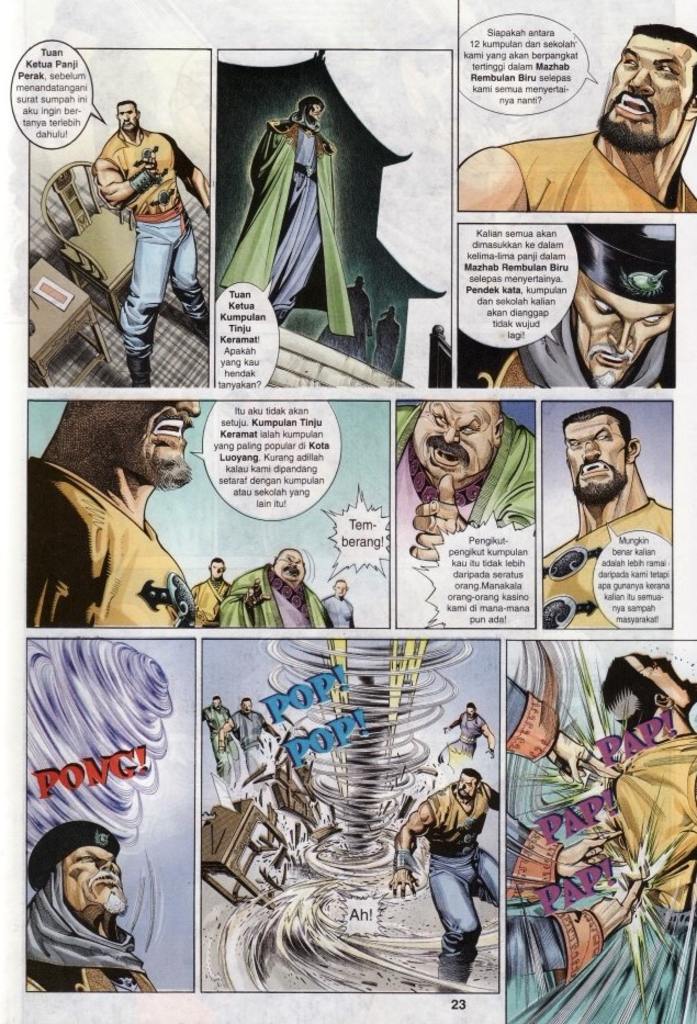 Tuan
Ketua Panji
Perak, sebelum
menandatangani
surat sumpah ini
aku ingin ber-
tanya terlebih
dahulu!
Tuan
Ketua
Kumpulan
Tinju
Keramat!
Apakah
yang kau
hendak
tanyakan?
Siapakah antara
12 kumpulan dan sekolah
kami yang akan berpangkat
tertinggi dalam Mazhab
Rembulan Biru selepas
kami semua menyertai-
nya nanti?
Kalian semua akan
dimasukkan ke dalam
kelima-lima panji dalam
Mazhab Rembulan Biru
selepas menyertainya.
Pendek kata, kumpulan
dan sekolah kalian
akan dianggap
tidak wujud
lagi!
Itu aku tidak akan
setuju. Kumpulan Tinju
Keramat ialah kumpulan
yang paling popular di Kota
Luoyang. Kurang adillah
kalau kami dipandang
setaraf dengan kumpulan
atau sekolah yang
lain itu!
Tem-
berang!
Pengikut-
pengikut kumpulan
itu tidak lebih
daripada seratus
orang.Manakala
orang-orang kasino
kami di mana-mana
pun ada!
Mungkin
benar kalian
adalah lebih ramai
daripada kami tetapi
apa gunanya kerana
kalian itu semua-
nya sampah
masyarakat!
PONG!
POP!
POP!
Ah!
PAP!
PAP!
PAP!
23